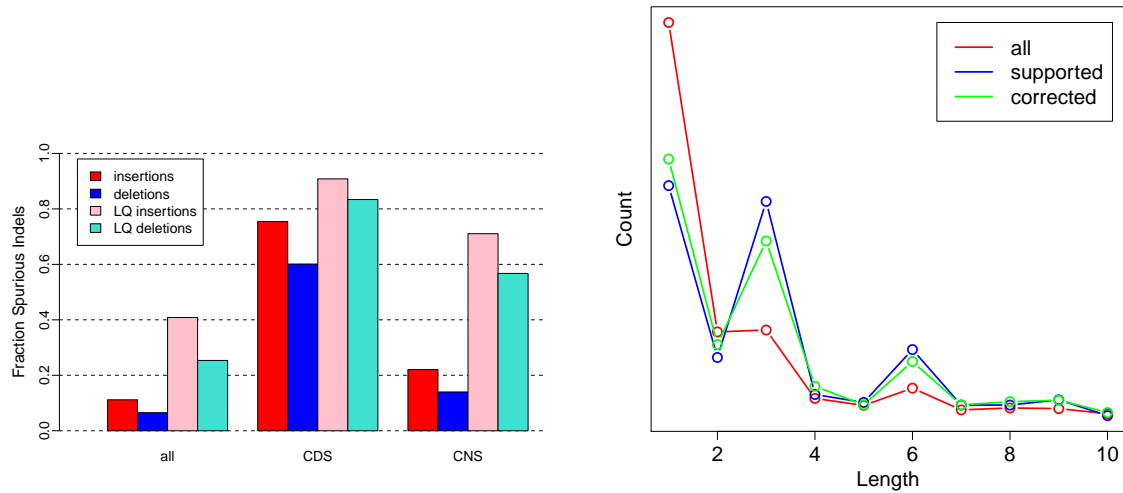 Fraction Spurious Indels
1.0
0.8
0.6
0.4
0.2
0.0
insertions
deletions
LQ insertions
LQ deletions
all
CDS
CNS
Count
all
supported
corrected
2
4
6
8
10
Length